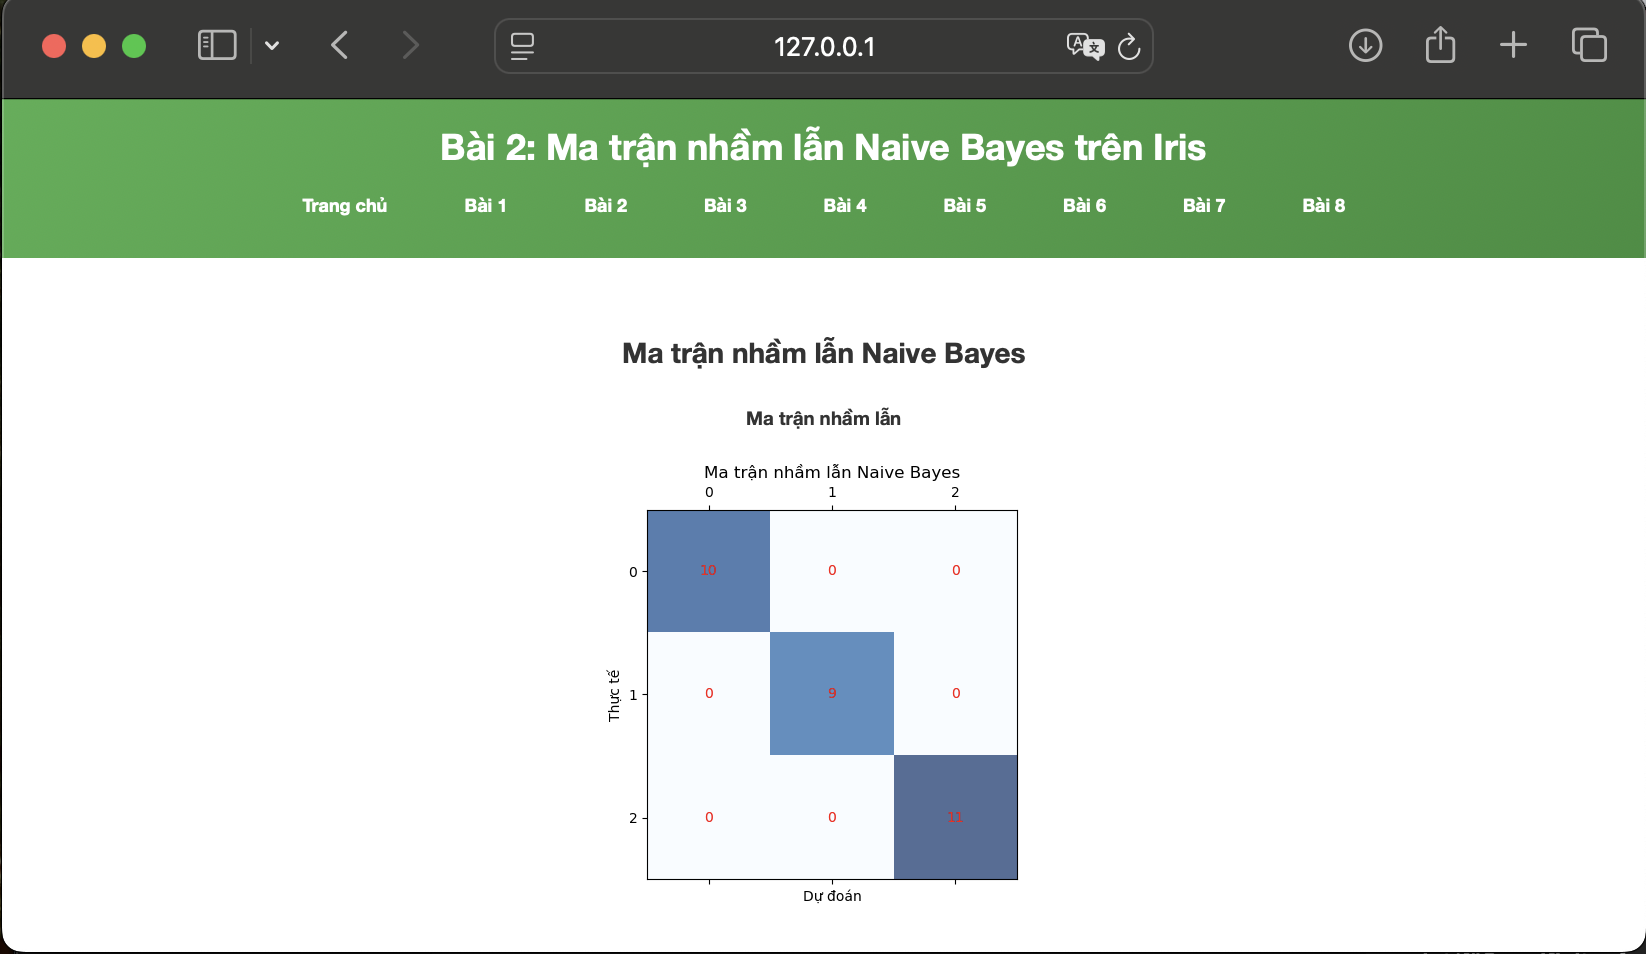 127.0.0.1
Bài 2: Ma trận nhầm lẫn Naive Bayes trên Iris
Trang chủ Bài 1 Bài 2 Bài 3 Bài 4 Bài 5 Bài 6 Bài 7 Bài 8
Ma trận nhầm lẫn Naive Bayes
Ma trận nhầm lẫn
Ma trận nhầm lẫn Naive Bayes
0 1 2
0 10 0 0
Thực tế
1 0 9 0
2 0 0 11
Dự đoán